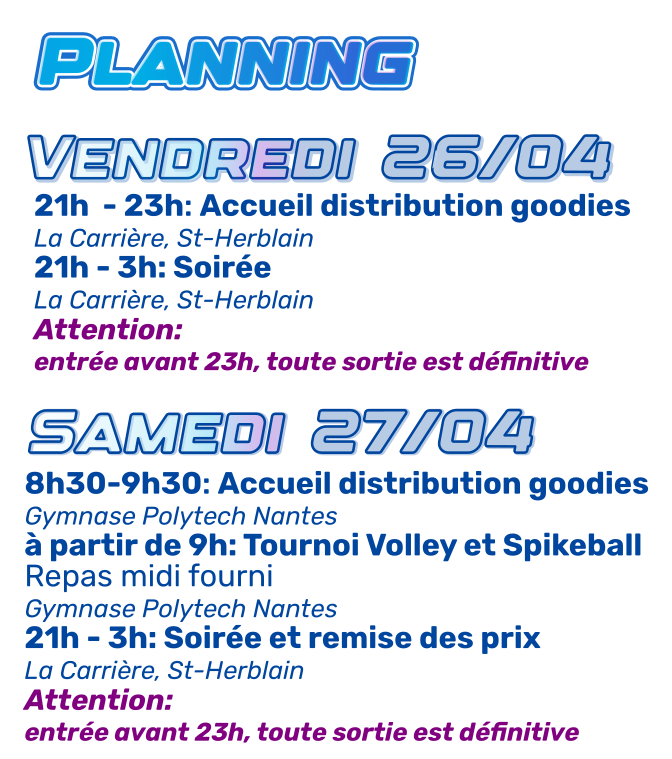 PLANNING
VENDREDI 26/04
21h - 23h: Accueil distribution goodies
La Carrière, St-Herblain
21h - 3h: Soirée
La Carrière, St-Herblain
Attention:
entrée avant 23h, toute sortie est définitive
SAMEDI 27/04
8h30-9h30: Accueil distribution goodies
Gymnase Polytech Nantes
à partir de 9h: Tournoi Volley et Spikeball
Repas midi fourni
Gymnase Polytech Nantes
21h - 3h: Soirée et remise des prix
La Carrière, St-Herblain
Attention:
entrée avant 23h, toute sortie est définitive